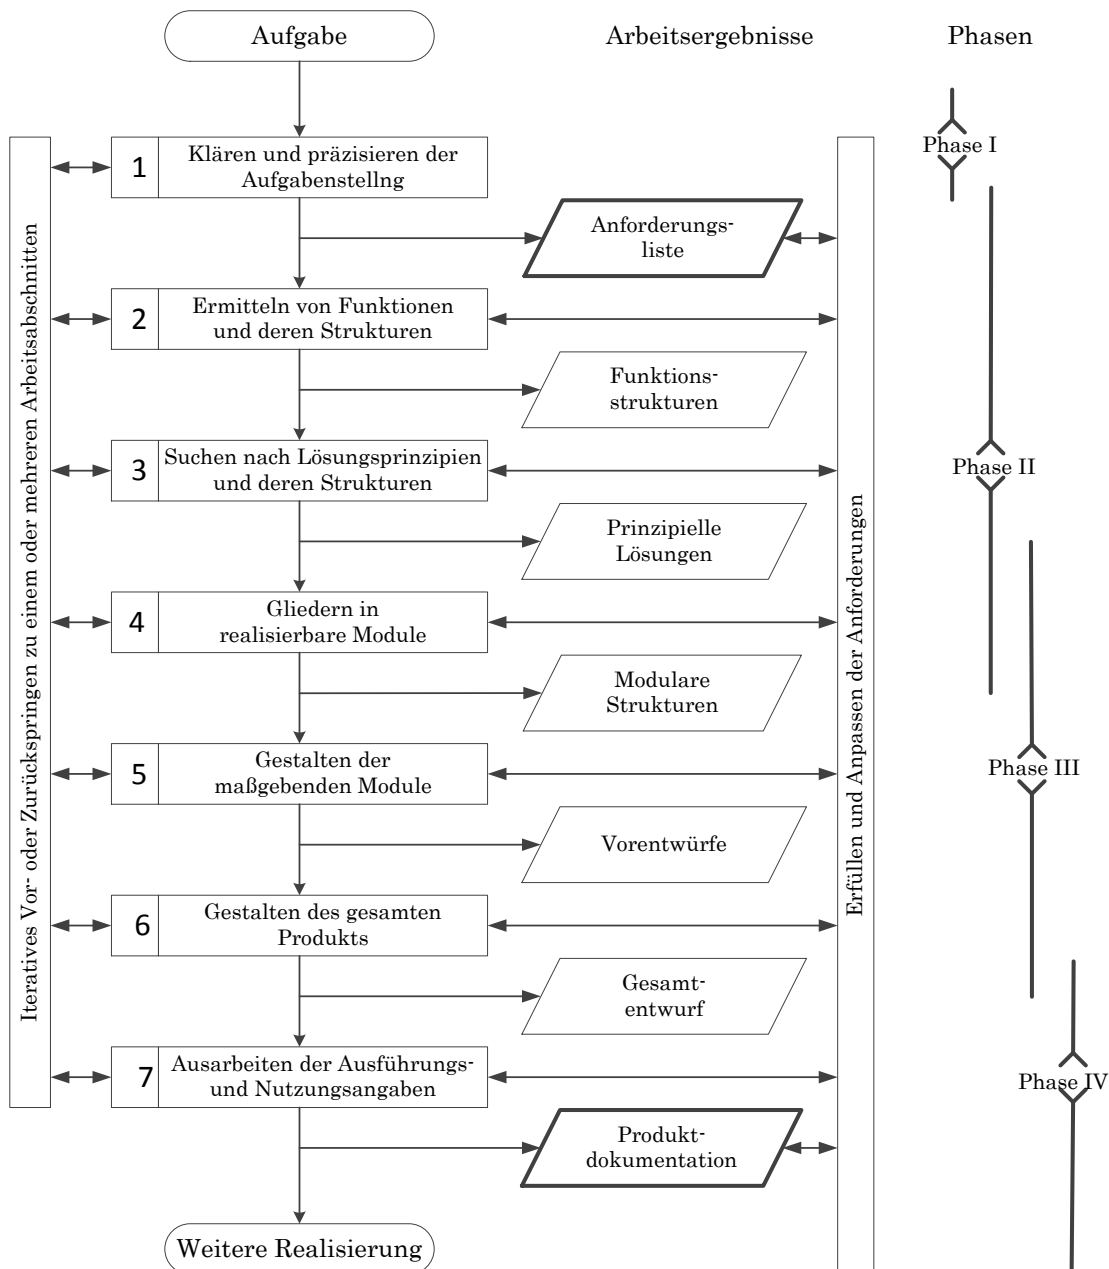 Aufgabe
Arbeitsergebnisse
Phasen
Iteratives Vor- oder Zurückspringen zu einem oder mehreren Arbeitsabschnitten
1
Klären und präzisieren der
Aufgabenstellng
Phase I
Anforderungs-
liste
2
Ermitteln von Funktionen
und deren Strukturen
Funktions-
strukturen
3
Suchen nach Lösungsprinzipien
und deren Strukturen
Phase II
Prinzipielle
Lösungen
Erfüllen und Anpassen der Anforderungen
4
Gliedern in
realisierbare Module
Modulare
Strukturen
5
Gestalten der
maßgebenden Module
Phase III
Vorentwürfe
6
Gestalten des gesamten
Produkts
Gesamt-
entwurf
7
Ausarbeiten der Ausführungs-
und Nutzungsangaben
Phase IV
Produkt-
dokumentation
Weitere Realisierung